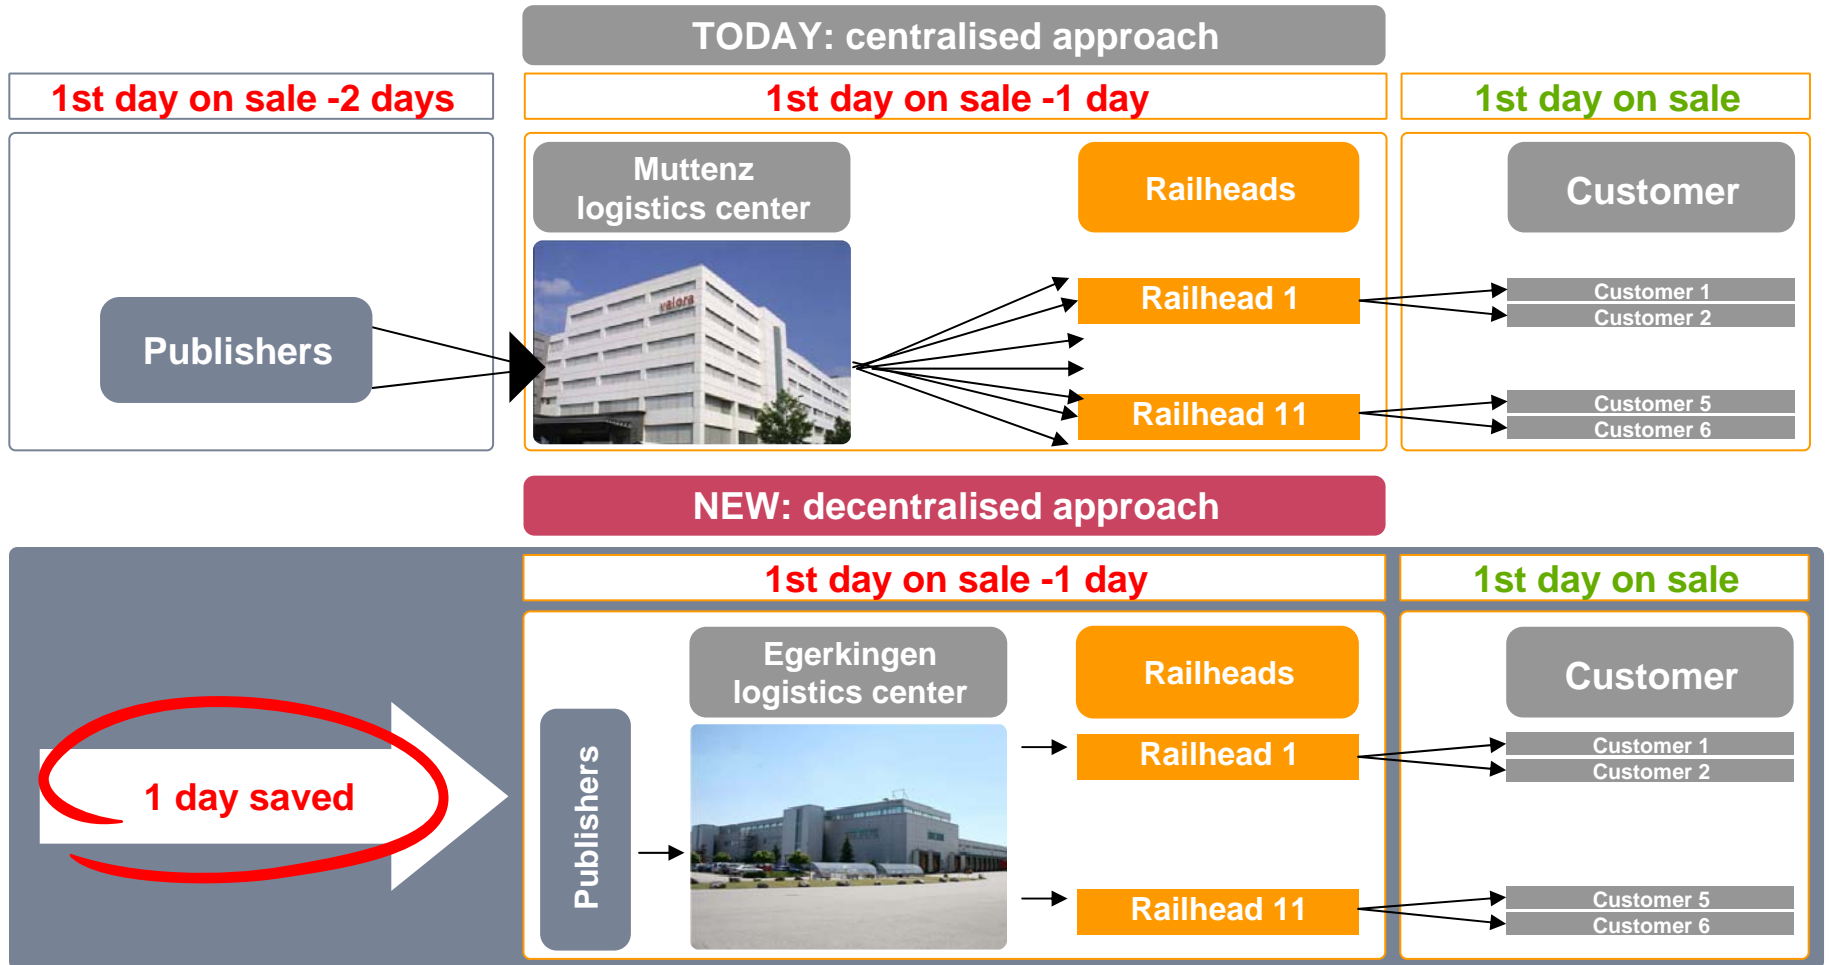 TODAY: centralised approach
1st day on sale -2 days
1st day on sale -1 day
1st day on sale
Muttenz
logistics center
Railheads
Customer
valora
Publishers
Railhead 1
Customer 1
Customer 2
Railhead 11
Customer 5
Customer 6
NEW: decentralised approach
1st day on sale -1 day
1st day on sale
Egerkingen
logistics center
Railheads
Customer
1 day saved
Publishers
Railhead 1
Customer 1
Customer 2
Railhead 11
Customer 5
Customer 6